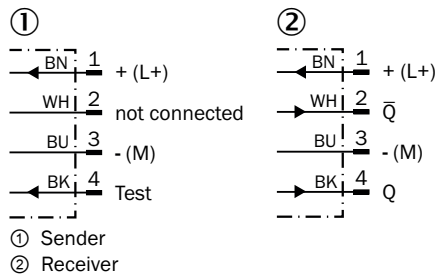 ①
BN 1 + (L+)
WH 2 not connected
BU 3 - (M)
BK 4 Test
②
BN 1 + (L+)
WH 2 Q̅
BU 3 - (M)
BK 4 Q
① Sender
② Receiver